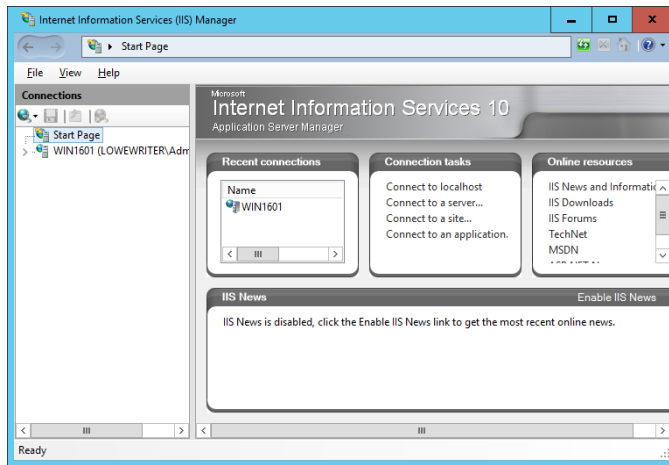 Internet Information Services (IIS) Manager
Start Page
File View Help
Connections
Start Page
WIN1601 (LOWEWRITER\Adm
Microsoft
Internet Information Services 10
Application Server Manager
Recent connections
Name
WIN1601
Connection tasks
Connect to localhost
Connect to a server...
Connect to a site...
Connect to an application.
Online resources
IIS News and Informatic
IIS Downloads
IIS Forums
TechNet
MSDN
IIS News
Enable IIS News
IIS News is disabled, click the Enable IIS News link to get the most recent online news.
Ready